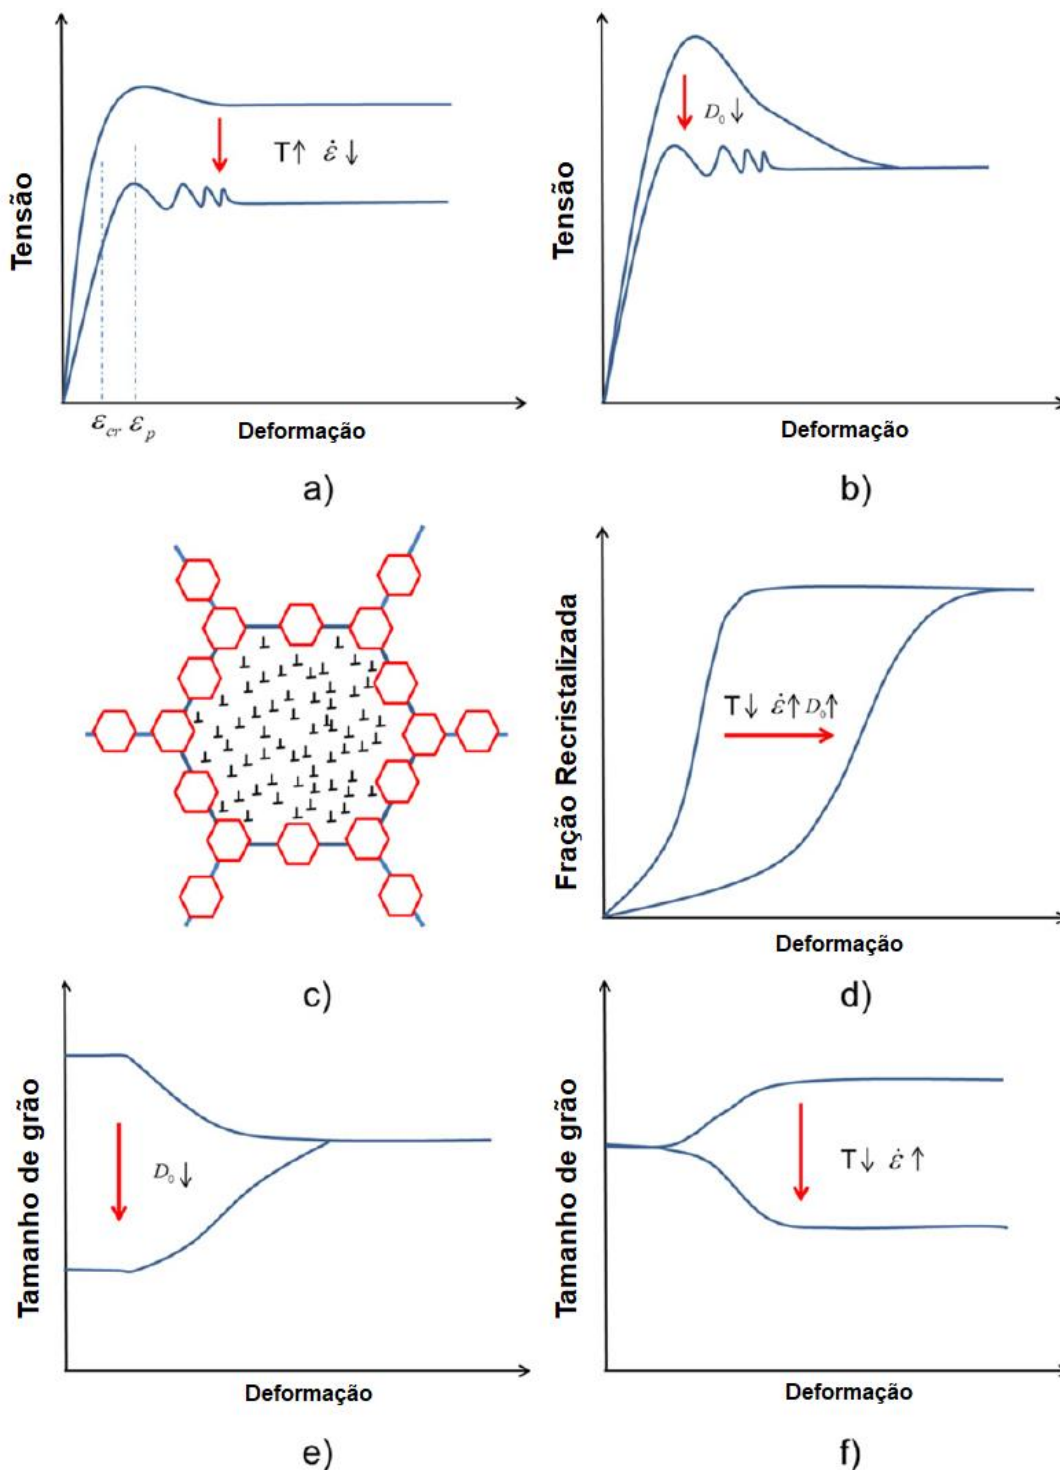 Tensão
T↑ ε̇↓
ε_cr ε_p
Deformação
a)
Tensão
D₀↓
Deformação
b)
c)
Fração Recristalizada
T↓ ε̇↑ D₀↑
Deformação
d)
Tamanho de grão
D₀↓
Deformação
e)
Tamanho de grão
T↓ ε̇↑
Deformação
f)